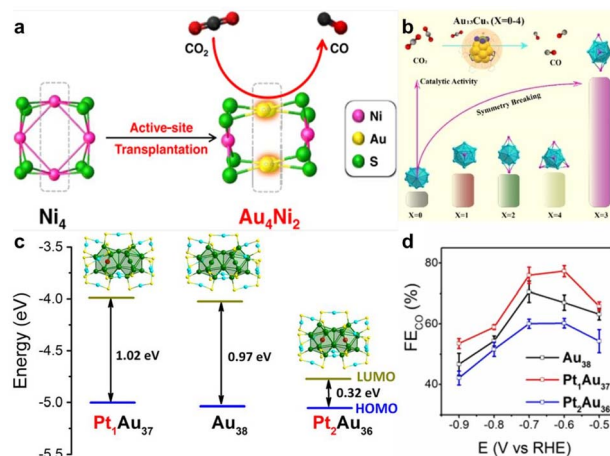 a
CO₂
CO
Active-site
Transplantation
Ni
Au
S
Ni₄
Au₄Ni₂
b
Au₁₃Cuₓ (X=0-4)
CO₂
CO
Catalytic Activity
Symmetry Breaking
X=0
X=1
X=2
X=4
X=3
c
Energy (eV)
-3.5
-4.0
-4.5
-5.0
-5.5
1.02 eV
0.97 eV
0.32 eV
LUMO
HOMO
Pt₁Au₃₇
Au₃₈
Pt₂Au₃₆
d
FE_CO (%)
80
60
40
Au₃₈
Pt₁Au₃₇
Pt₂Au₃₆
-0.9 -0.8 -0.7 -0.6 -0.5
E (V vs RHE)